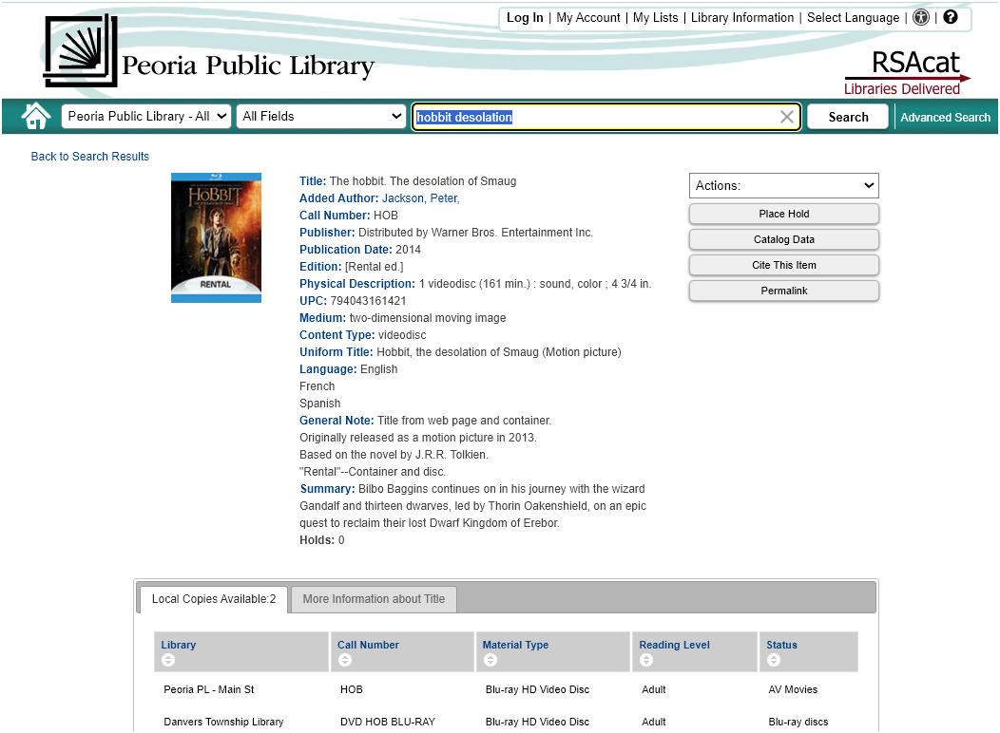 Log In | My Account | My Lists | Library Information | Select Language | |
Peoria Public Library
RSAcat
Libraries Delivered
Peoria Public Library - All
All Fields
hobbit desolation
Search
Advanced Search
Back to Search Results
HOBBIT
THE DESOLATION OF SMAUG
RENTAL
Title: The hobbit. The desolation of Smaug
Added Author: Jackson, Peter,
Call Number: HOB
Publisher: Distributed by Warner Bros. Entertainment Inc.
Publication Date: 2014
Edition: [Rental ed.]
Physical Description: 1 videodisc (161 min.) : sound, color ; 4 3/4 in.
UPC: 794043161421
Medium: two-dimensional moving image
Content Type: videodisc
Uniform Title: Hobbit, the desolation of Smaug (Motion picture)
Language: English
French
Spanish
General Note: Title from web page and container.
Originally released as a motion picture in 2013.
Based on the novel by J.R.R. Tolkien.
"Rental"--Container and disc.
Summary: Bilbo Baggins continues on in his journey with the wizard
Gandalf and thirteen dwarves, led by Thorin Oakenshield, on an epic
quest to reclaim their lost Dwarf Kingdom of Erebor.
Holds: 0
Actions:
Place Hold
Catalog Data
Cite This Item
Permalink
Local Copies Available:2
More Information about Title
Library Call Number Material Type Reading Level Status
Peoria PL - Main St HOB Blu-ray HD Video Disc Adult AV Movies
Danvers Township Library DVD HOB BLU-RAY Blu-ray HD Video Disc Adult Blu-ray discs